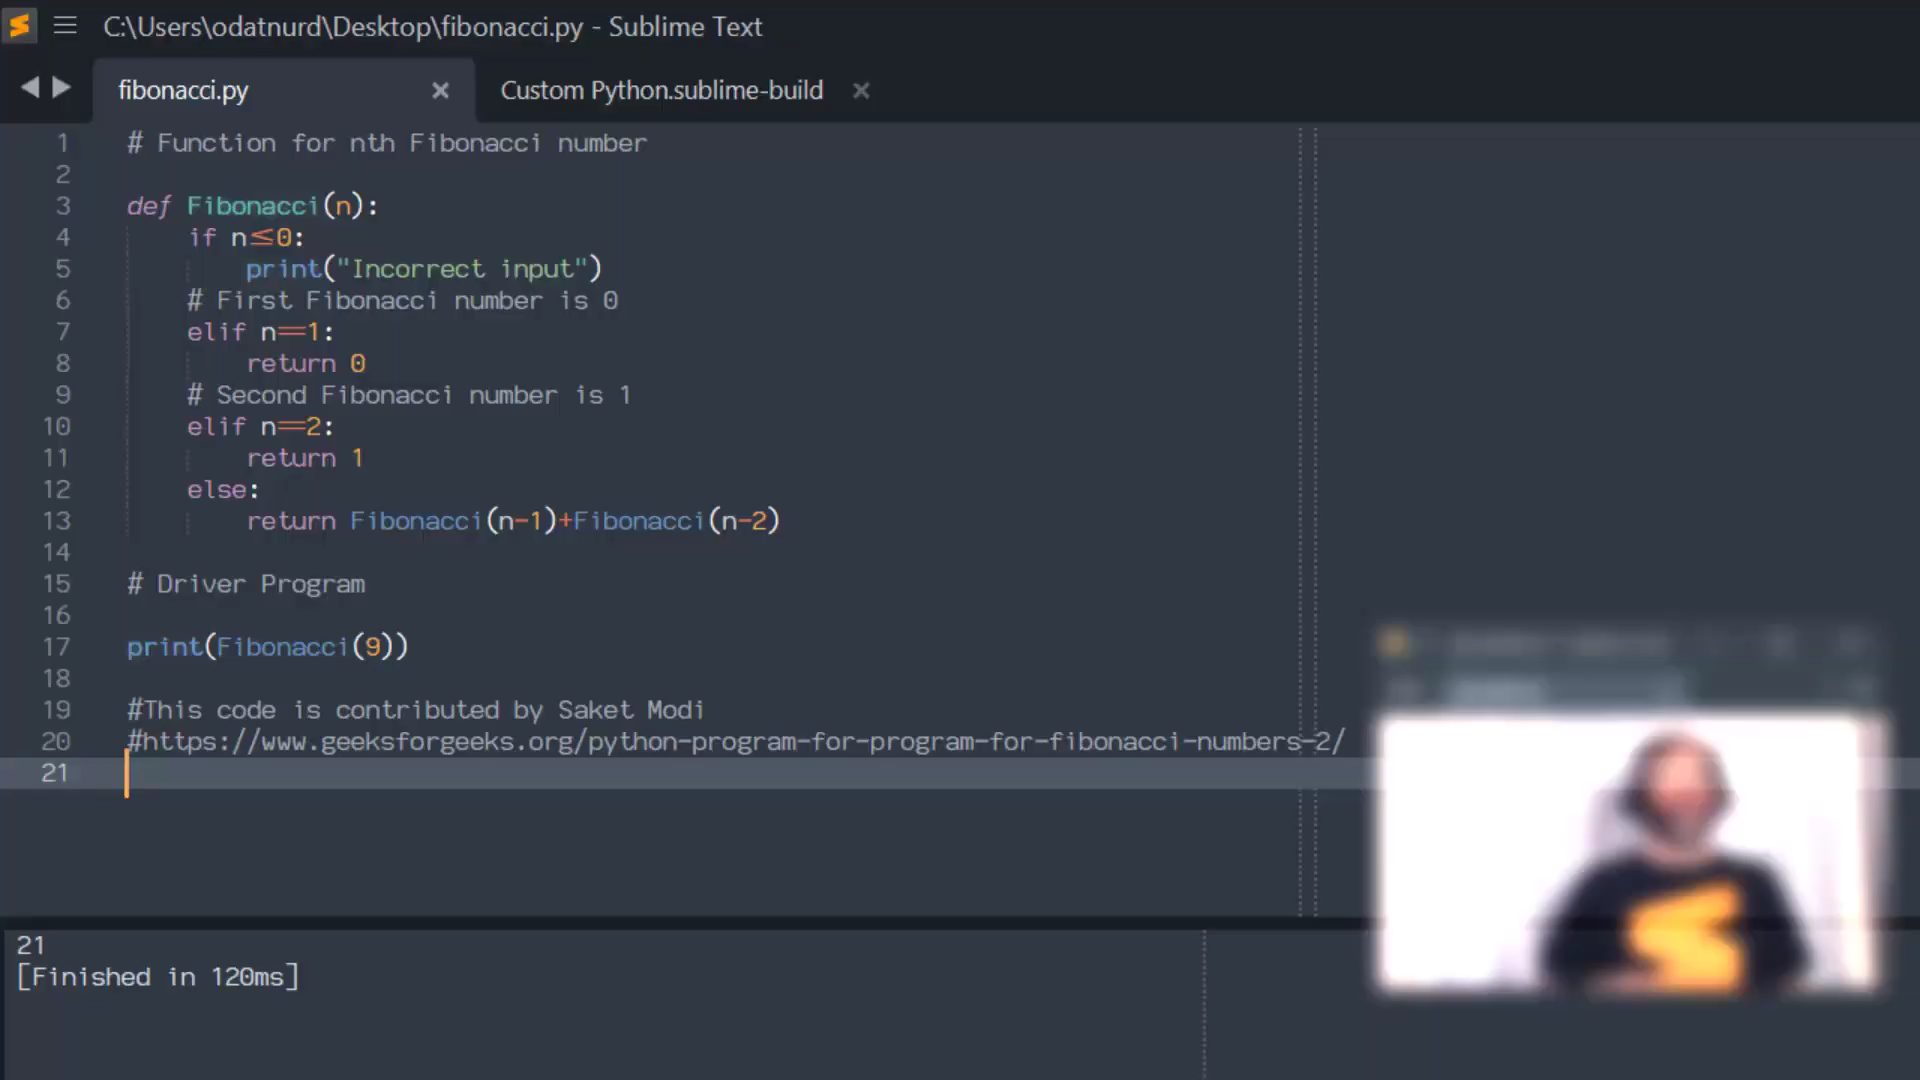 C:\Users\odatnurd\Desktop\fibonacci.py - Sublime Text
fibonacci.py
Custom Python.sublime-build
1 # Function for nth Fibonacci number
2
3 def Fibonacci(n):
4 if n≤0:
5 print("Incorrect input")
6 # First Fibonacci number is 0
7 elif n==1:
8 return 0
9 # Second Fibonacci number is 1
10 elif n==2:
11 return 1
12 else:
13 return Fibonacci(n-1)+Fibonacci(n-2)
14
15 # Driver Program
16
17 print(Fibonacci(9))
18
19 #This code is contributed by Saket Modi
20 #https://www.geeksforgeeks.org/python-program-for-program-for-fibonacci-numbers-2/
21
21
[Finished in 120ms]